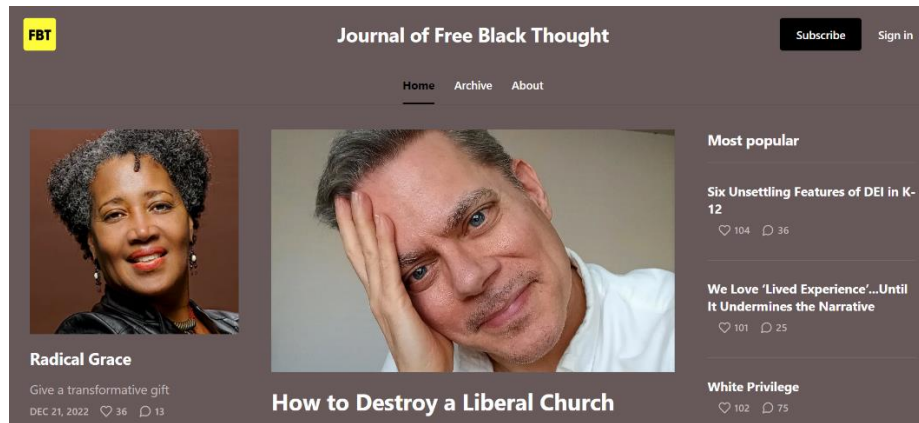 FBT
Journal of Free Black Thought
Subscribe
Sign in
Home
Archive
About
Radical Grace
Give a transformative gift
DEC 21, 2022
36
13
How to Destroy a Liberal Church
Most popular
Six Unsettling Features of DEI in K-
12
104
36
We Love ‘Lived Experience’...Until
It Undermines the Narrative
101
25
White Privilege
102
75